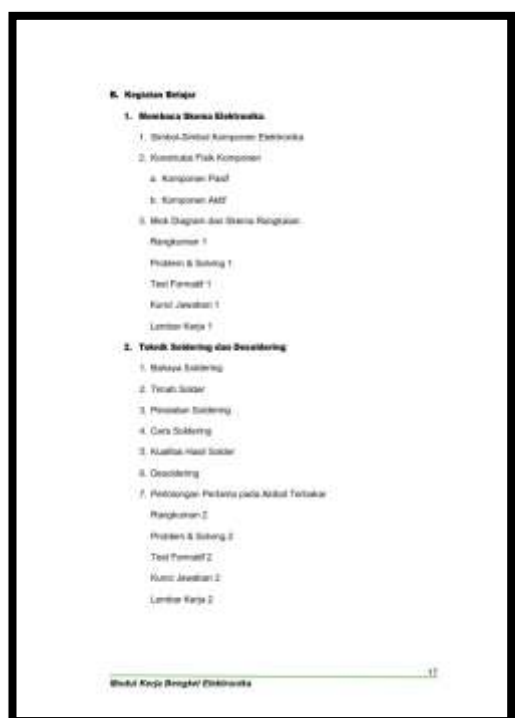 B. Kegiatan Belajar
1. Membaca Skema Elektronika
1. Simbol-Simbol Komponen Elektronika
2. Konstruksi Fisik Komponen
a. Komponen Pasif
b. Komponen Aktif
3. Blok Diagram dan Skema Rangkaian
Rangkuman 1
Problem & Solving 1
Test Formatif 1
Kunci Jawaban 1
Lembar Kerja 1
2. Teknik Soldering dan Desoldering
1. Bahaya Soldering
2. Timah Solder
3. Peralatan Soldering
4. Cara Soldering
5. Kualitas Hasil Solder
6. Desoldering
7. Pertolongan Pertama pada Akibat Terbakar
Rangkuman 2
Problem & Solving 2
Test Formatif 2
Kunci Jawaban 2
Lembar Kerja 2
17
Modul Kerja Bengkel Elektronika